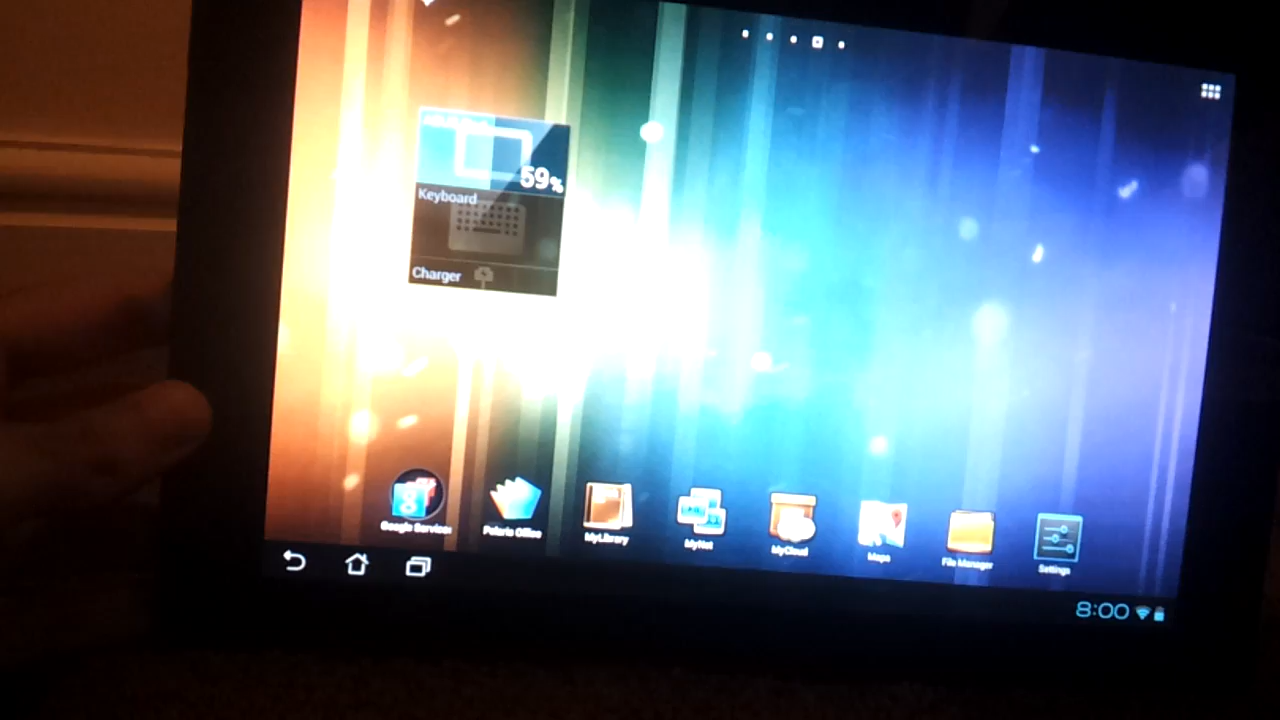 59%
Keyboard
Charger
Google Services
Polaris Office
MyLibrary
MyNet
MyCloud
Maps
File Manager
Settings
8:00